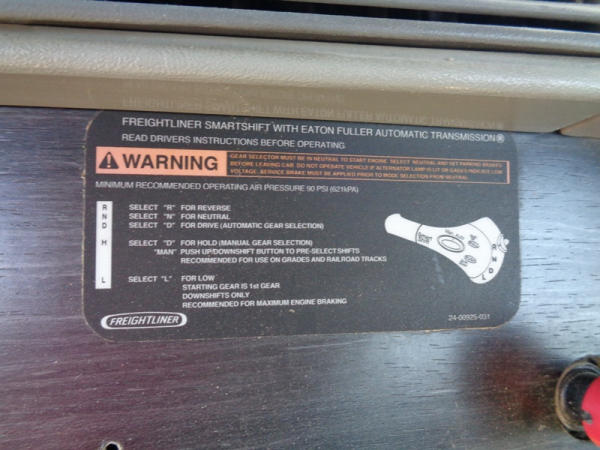 FREIGHTLINER SMARTSHIFT WITH EATON FULLER AUTOMATIC TRANSMISSION®
READ DRIVERS INSTRUCTIONS BEFORE OPERATING
WARNING
GEAR SELECTOR MUST BE IN NEUTRAL TO START ENGINE. SELECT NEUTRAL AND SET PARKING BRAKES
BEFORE LEAVING CAB. DO NOT OPERATE VEHICLE IF ALTERNATOR LAMP IS LIT OR GAGES INDICATE LOW
VOLTAGE. SERVICE BRAKE MUST BE APPLIED PRIOR TO MODE SELECTION FROM NEUTRAL.
MINIMUM RECOMMENDED OPERATING AIR PRESSURE 90 PSI (621kPA)
R SELECT "R" FOR REVERSE
N SELECT "N" FOR NEUTRAL
D SELECT "D" FOR DRIVE (AUTOMATIC GEAR SELECTION)
H SELECT "D" FOR HOLD (MANUAL GEAR SELECTION)
"MAN" PUSH UP/DOWNSHIFT BUTTON TO PRE-SELECT SHIFTS
RECOMMENDED FOR USE ON GRADES AND RAILROAD TRACKS
L SELECT "L" FOR LOW
STARTING GEAR IS 1st GEAR
DOWNSHIFTS ONLY
RECOMMENDED FOR MAXIMUM ENGINE BRAKING
R
N
D
L
FREIGHTLINER
24-00925-031